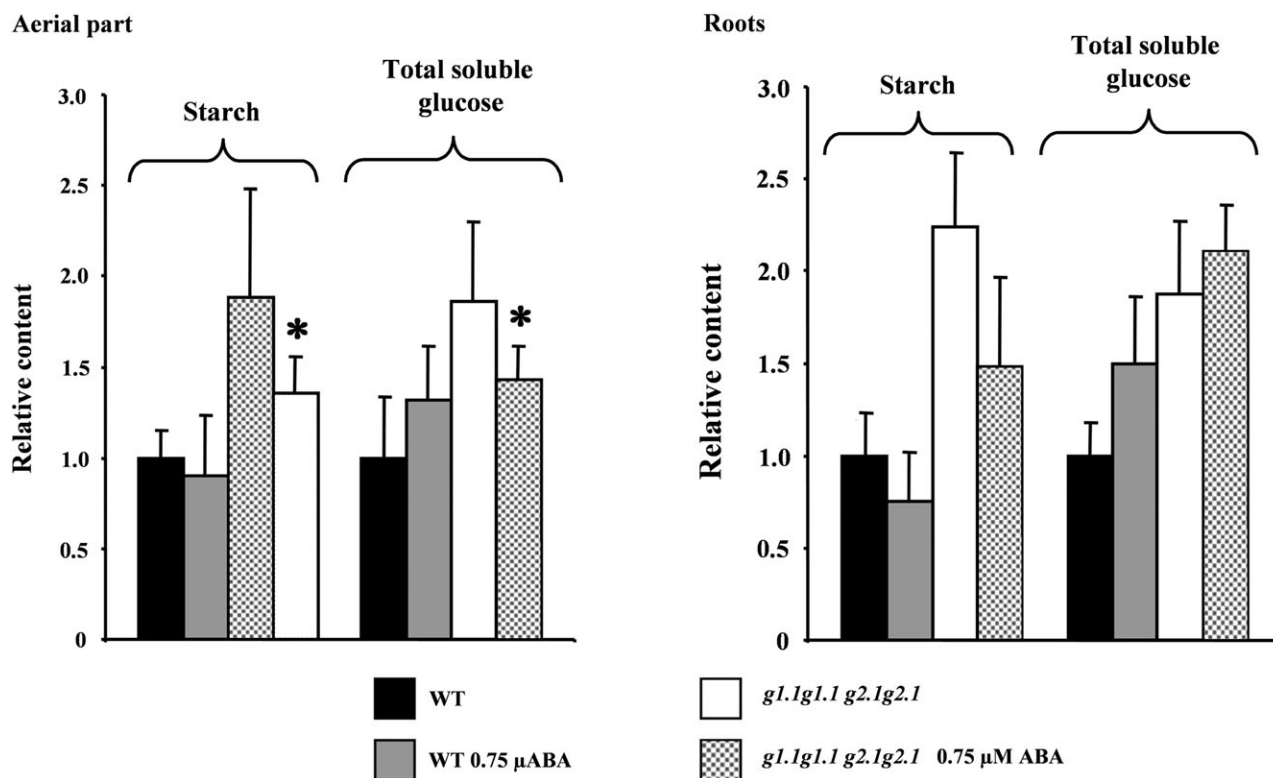 Aerial part
Starch
Total soluble
glucose
Relative content
3.0
2.5
2.0
1.5
1.0
0.5
0
*
*
Roots
Starch
Total soluble
glucose
Relative content
3.0
2.5
2.0
1.5
1.0
0.5
0
WT
WT 0.75 μABA
g1.1g1.1 g2.1g2.1
g1.1g1.1 g2.1g2.1 0.75 μM ABA